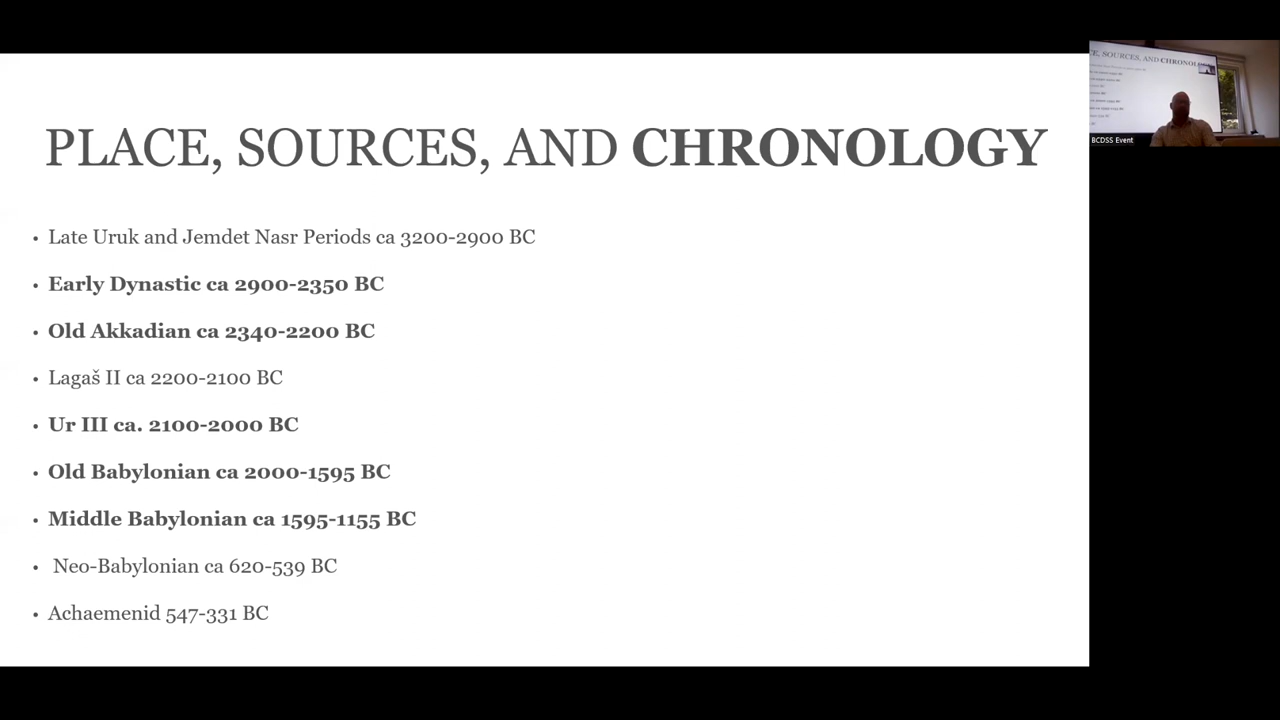 PLACE, SOURCES, AND CHRONOLOGY
• Late Uruk and Jemdet Nasr Periods ca 3200-2900 BC
• Early Dynastic ca 2900-2350 BC
• Old Akkadian ca 2340-2200 BC
• Lagaš II ca 2200-2100 BC
• Ur III ca. 2100-2000 BC
• Old Babylonian ca 2000-1595 BC
• Middle Babylonian ca 1595-1155 BC
• Neo-Babylonian ca 620-539 BC
• Achaemenid 547-331 BC
E, SOURCES, AND CHRONOL
BCDSS Event